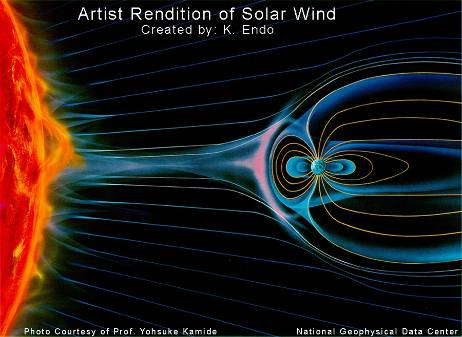 Artist Rendition of Solar Wind
Created by: K. Endo
Photo Courtesy of Prof. Yohsuke Kamide
National Geophysical Data Center